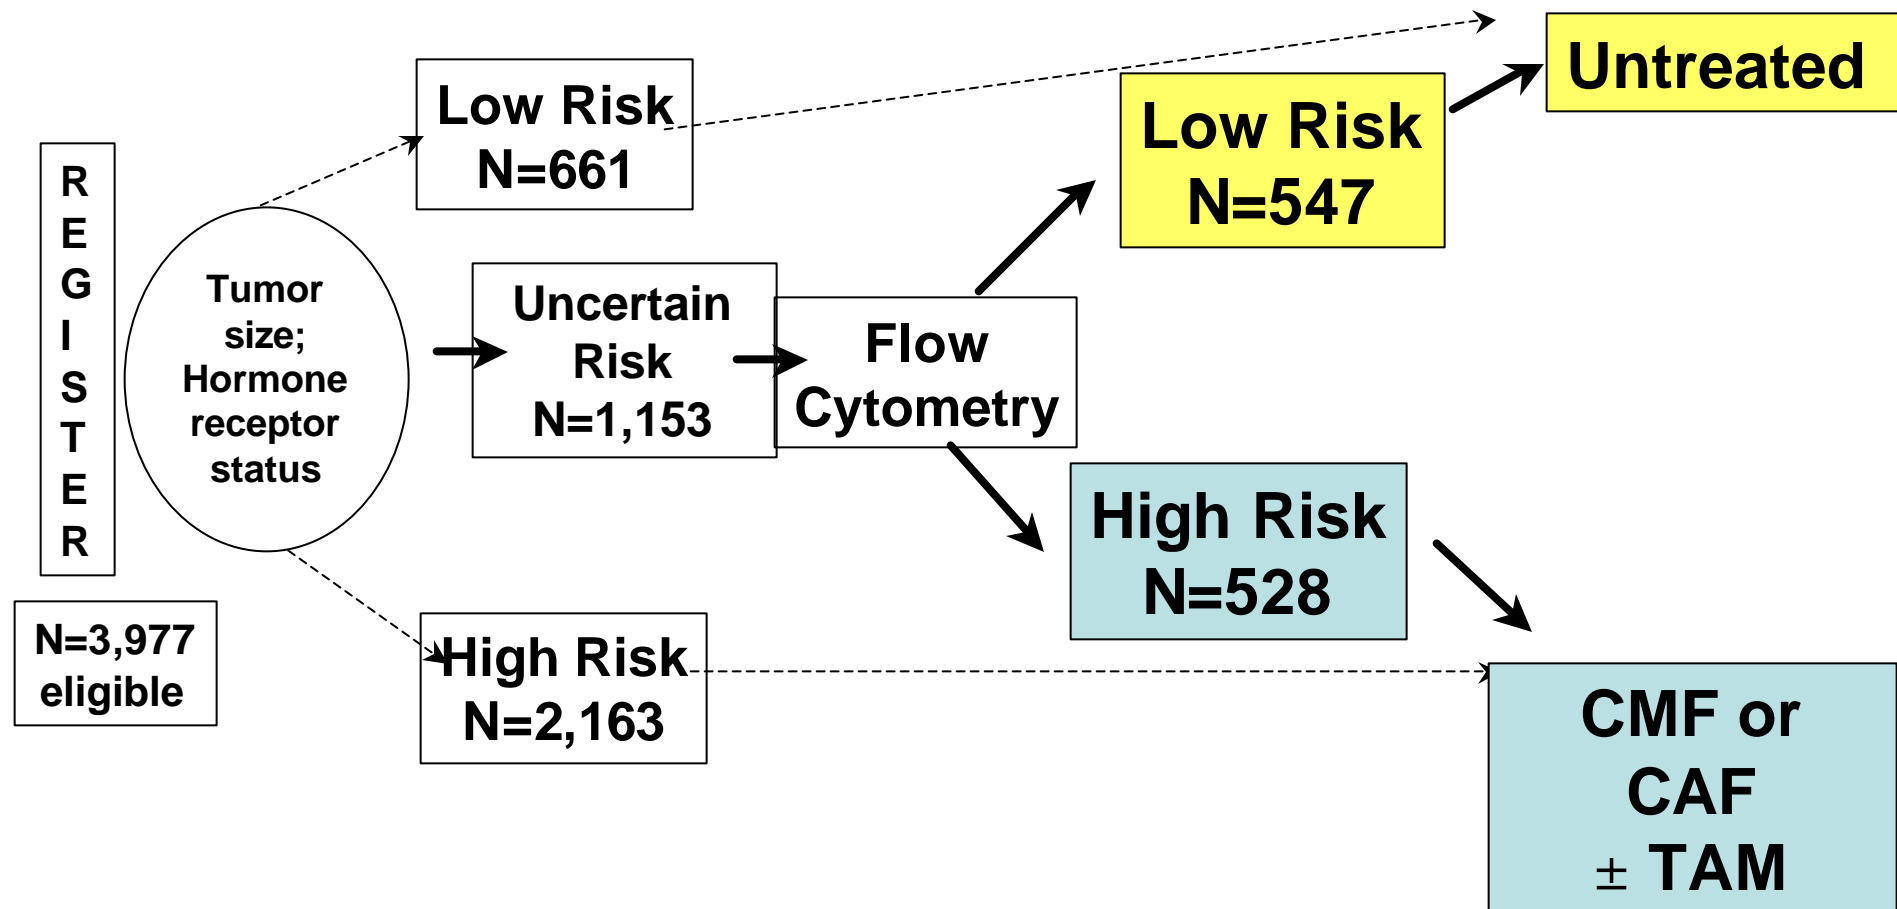 R
E
G
I
S
T
E
R
N=3,977
eligible
Tumor
size;
Hormone
receptor
status
Low Risk
N=661
Uncertain
Risk
N=1,153
High Risk
N=2,163
Flow
Cytometry
Low Risk
N=547
High Risk
N=528
Untreated
CMF or
CAF
± TAM